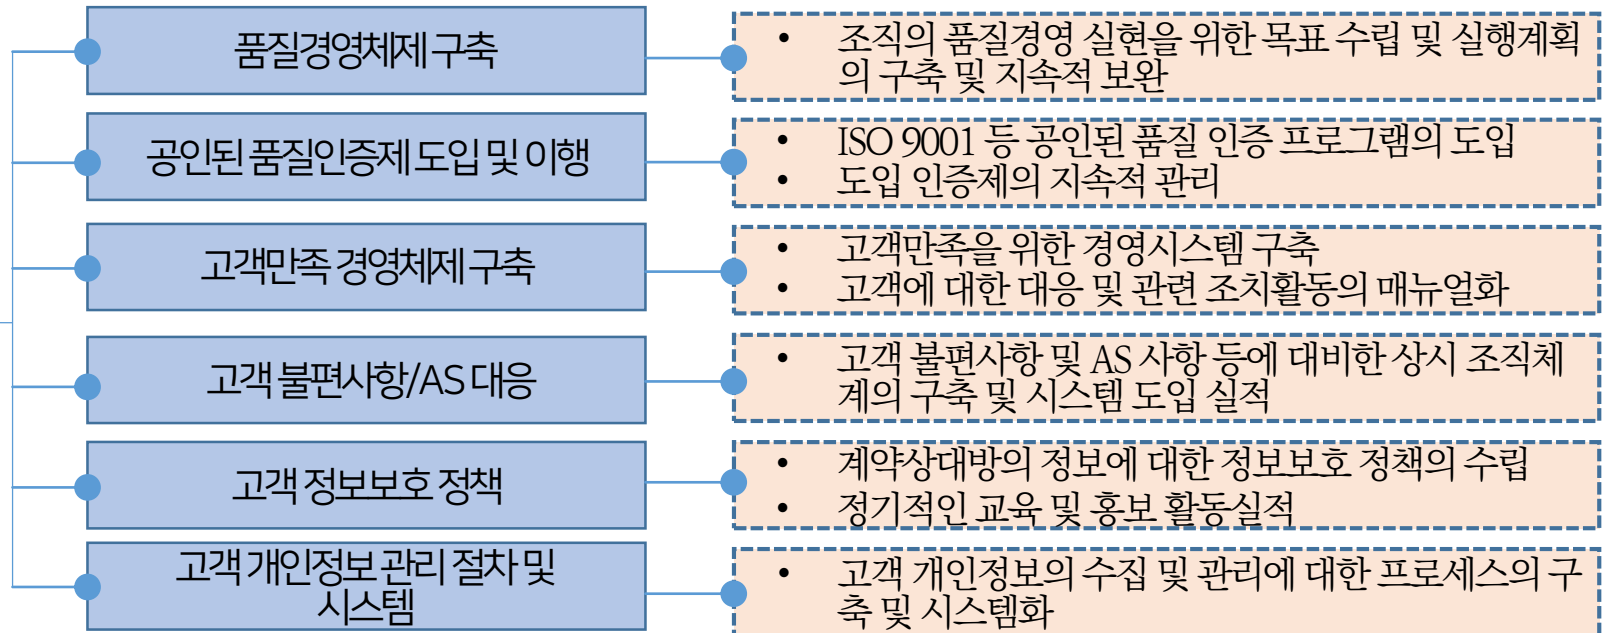 품질경영체제 구축
• 조직의 품질경영 실현을 위한 목표 수립 및 실행계획
의 구축 및 지속적 보완
공인된 품질인증제 도입 및 이행
• ISO 9001 등 공인된 품질 인증 프로그램의 도입
• 도입 인증제의 지속적 관리
고객만족 경영체제 구축
• 고객만족을 위한 경영시스템 구축
• 고객에 대한 대응 및 관련 조치활동의 매뉴얼화
고객 불편사항/AS 대응
• 고객 불편사항 및 AS 사항 등에 대비한 상시 조직체
계의 구축 및 시스템 도입 실적
고객 정보보호 정책
• 계약상대방의 정보에 대한 정보보호 정책의 수립
• 정기적인 교육 및 홍보 활동실적
고객 개인정보 관리 절차 및
시스템
• 고객 개인정보의 수집 및 관리에 대한 프로세스의 구
축 및 시스템화